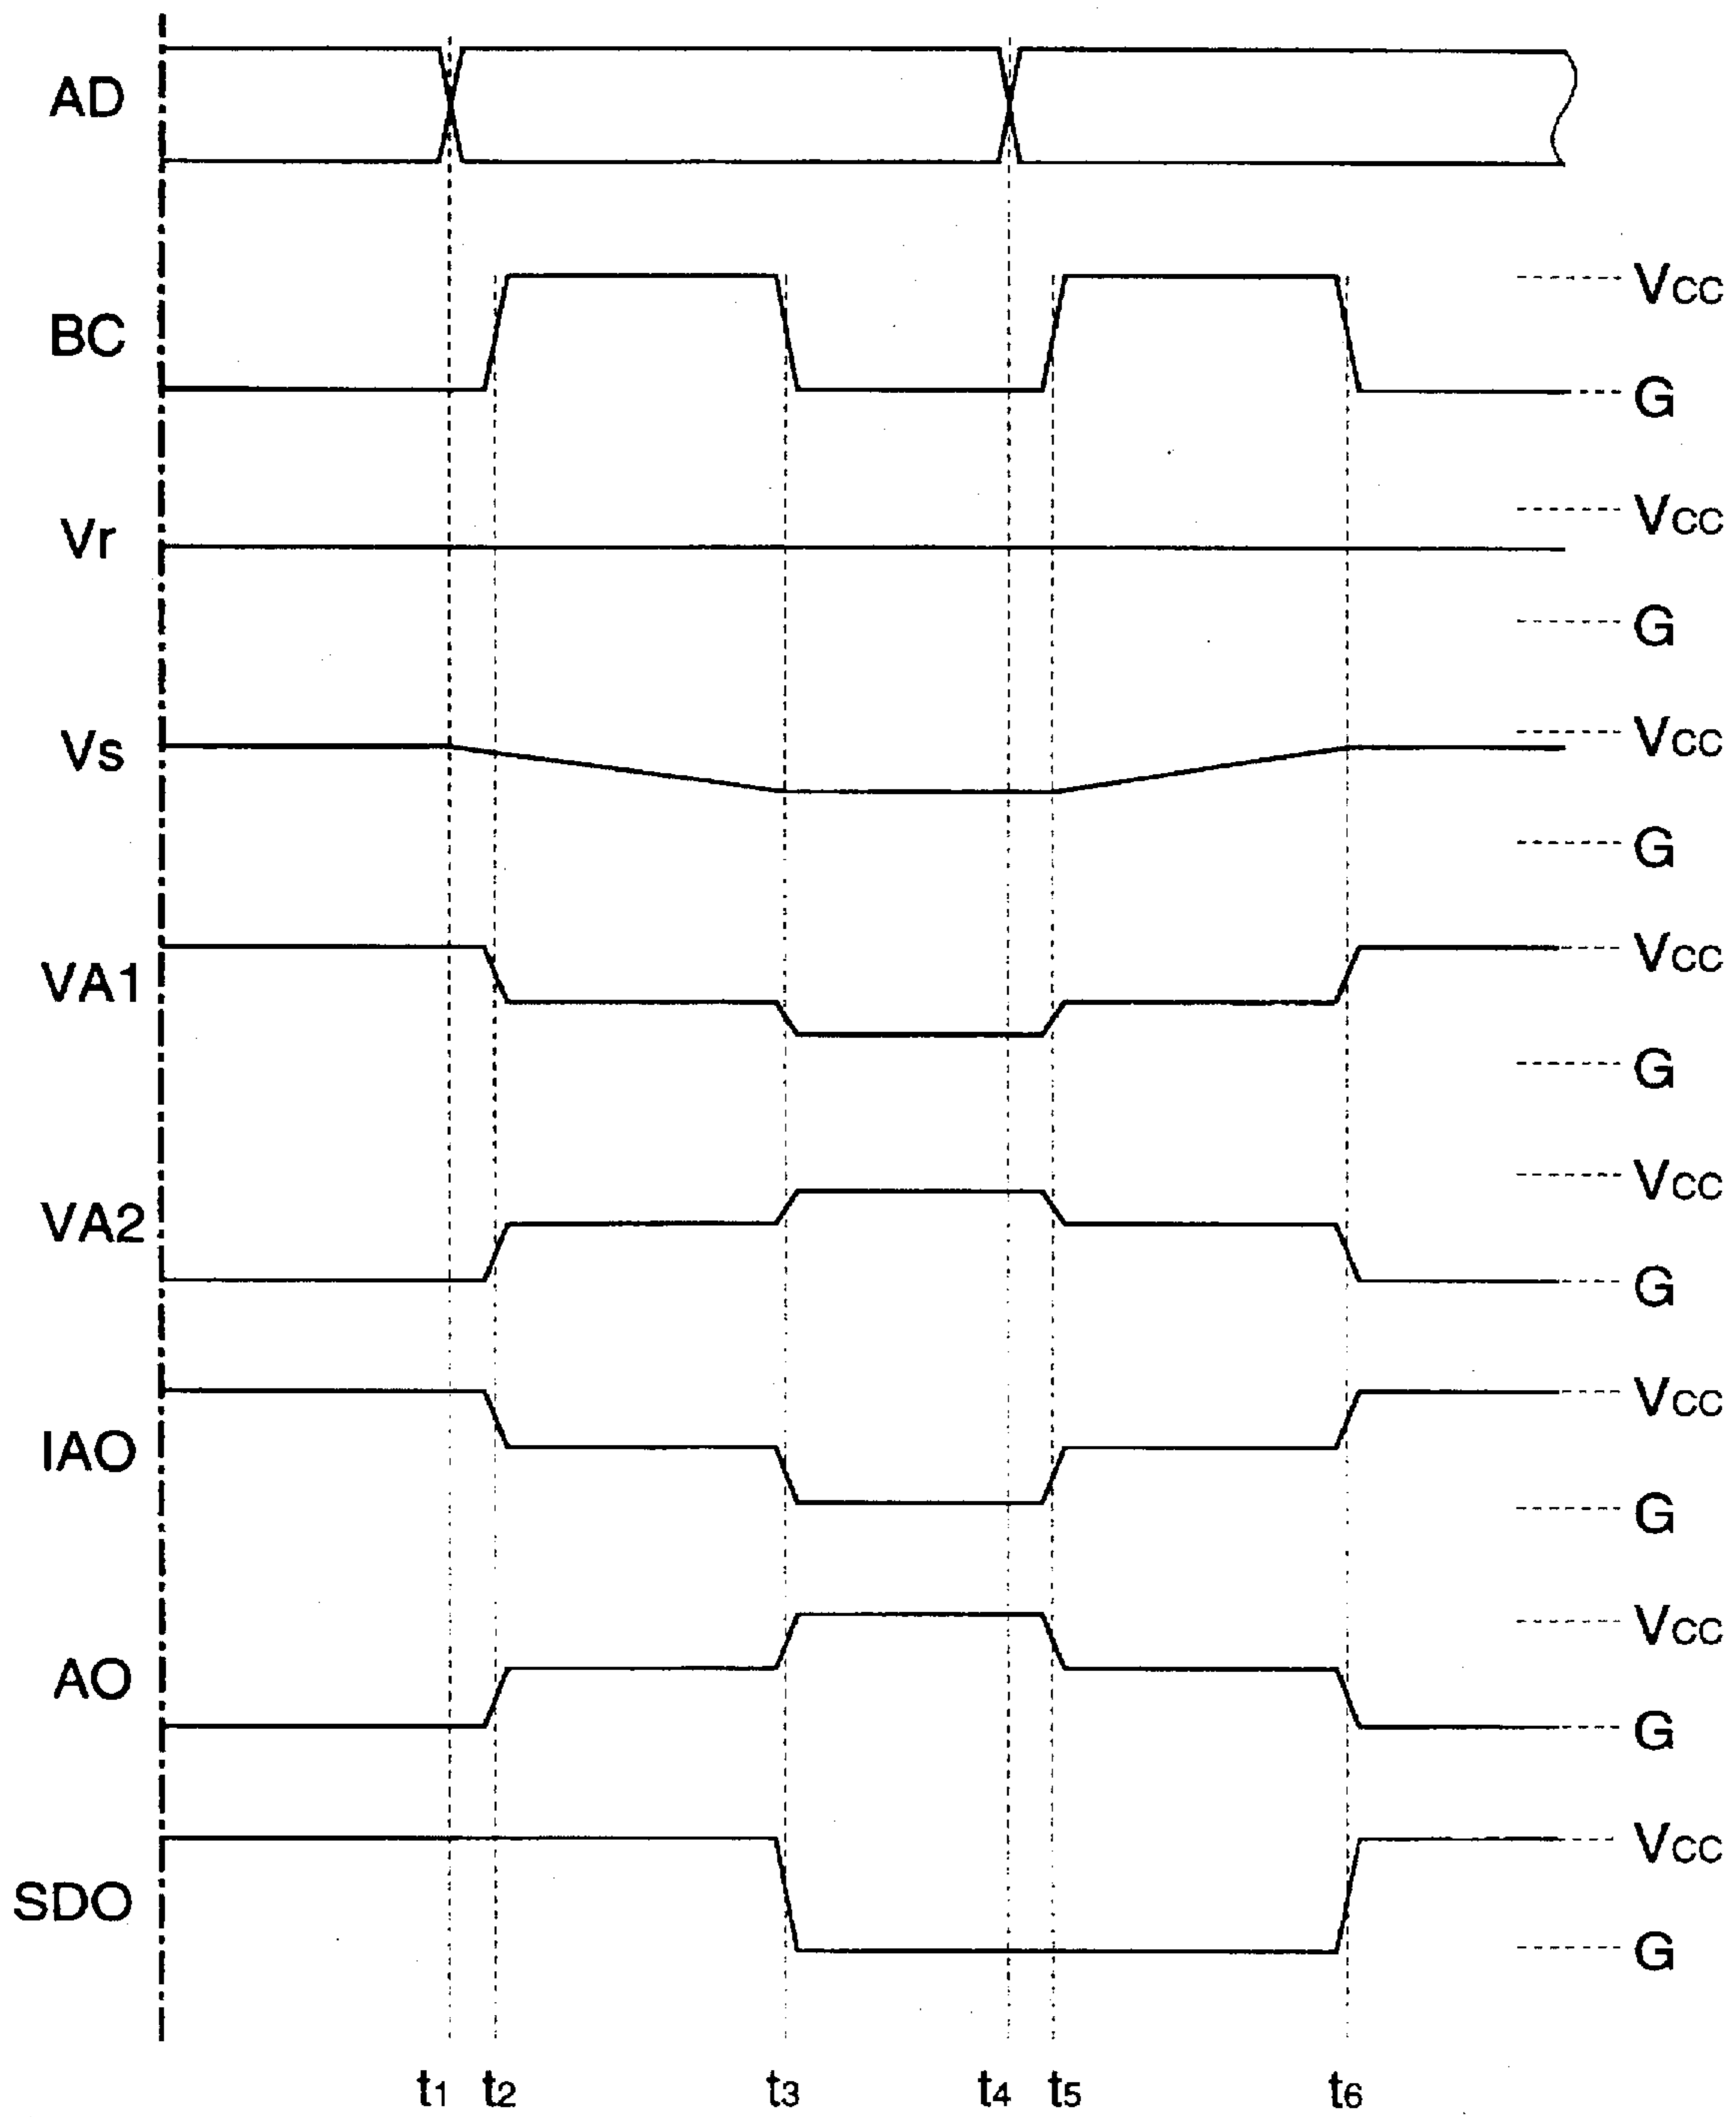 AD
BC
Vcc
G
Vr
Vcc
G
Vs
Vcc
G
VA1
Vcc
G
VA2
Vcc
G
IAO
Vcc
G
AO
Vcc
G
SDO
Vcc
G
t1 t2 t3 t4 t5 t6